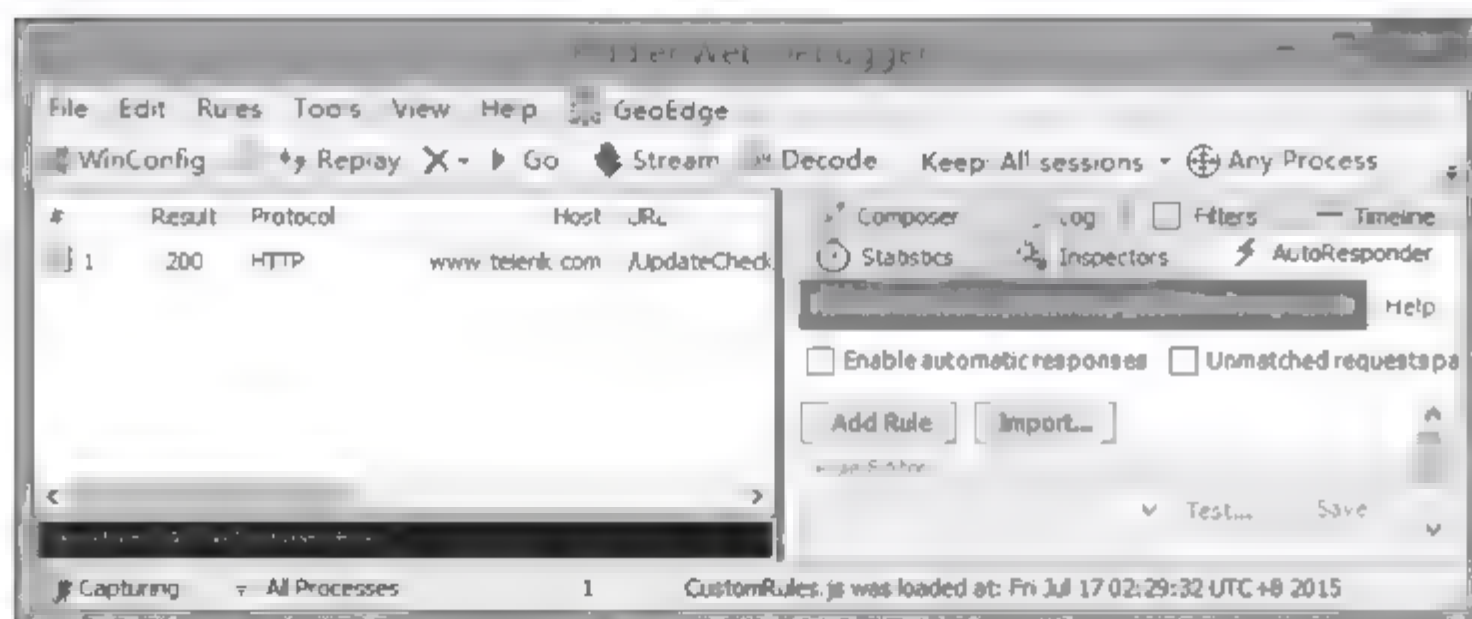 File Edit Rules Tools View Help GeoEdge
WinConfig Replay Go Stream Decode Keep: All sessions Any Process
# Result Protocol Host URL
1 200 HTTP www.telerik.com /UpdateCheck.
Composer Log Filters Timeline
Statistics Inspectors AutoResponder
Help
Enable automatic responses Unmatched requests pa
Add Rule Import...
Test... Save
Capturing All Processes 1 CustomRules.js was loaded at: Fri Jul 17 02:29:32 UTC+8 2015